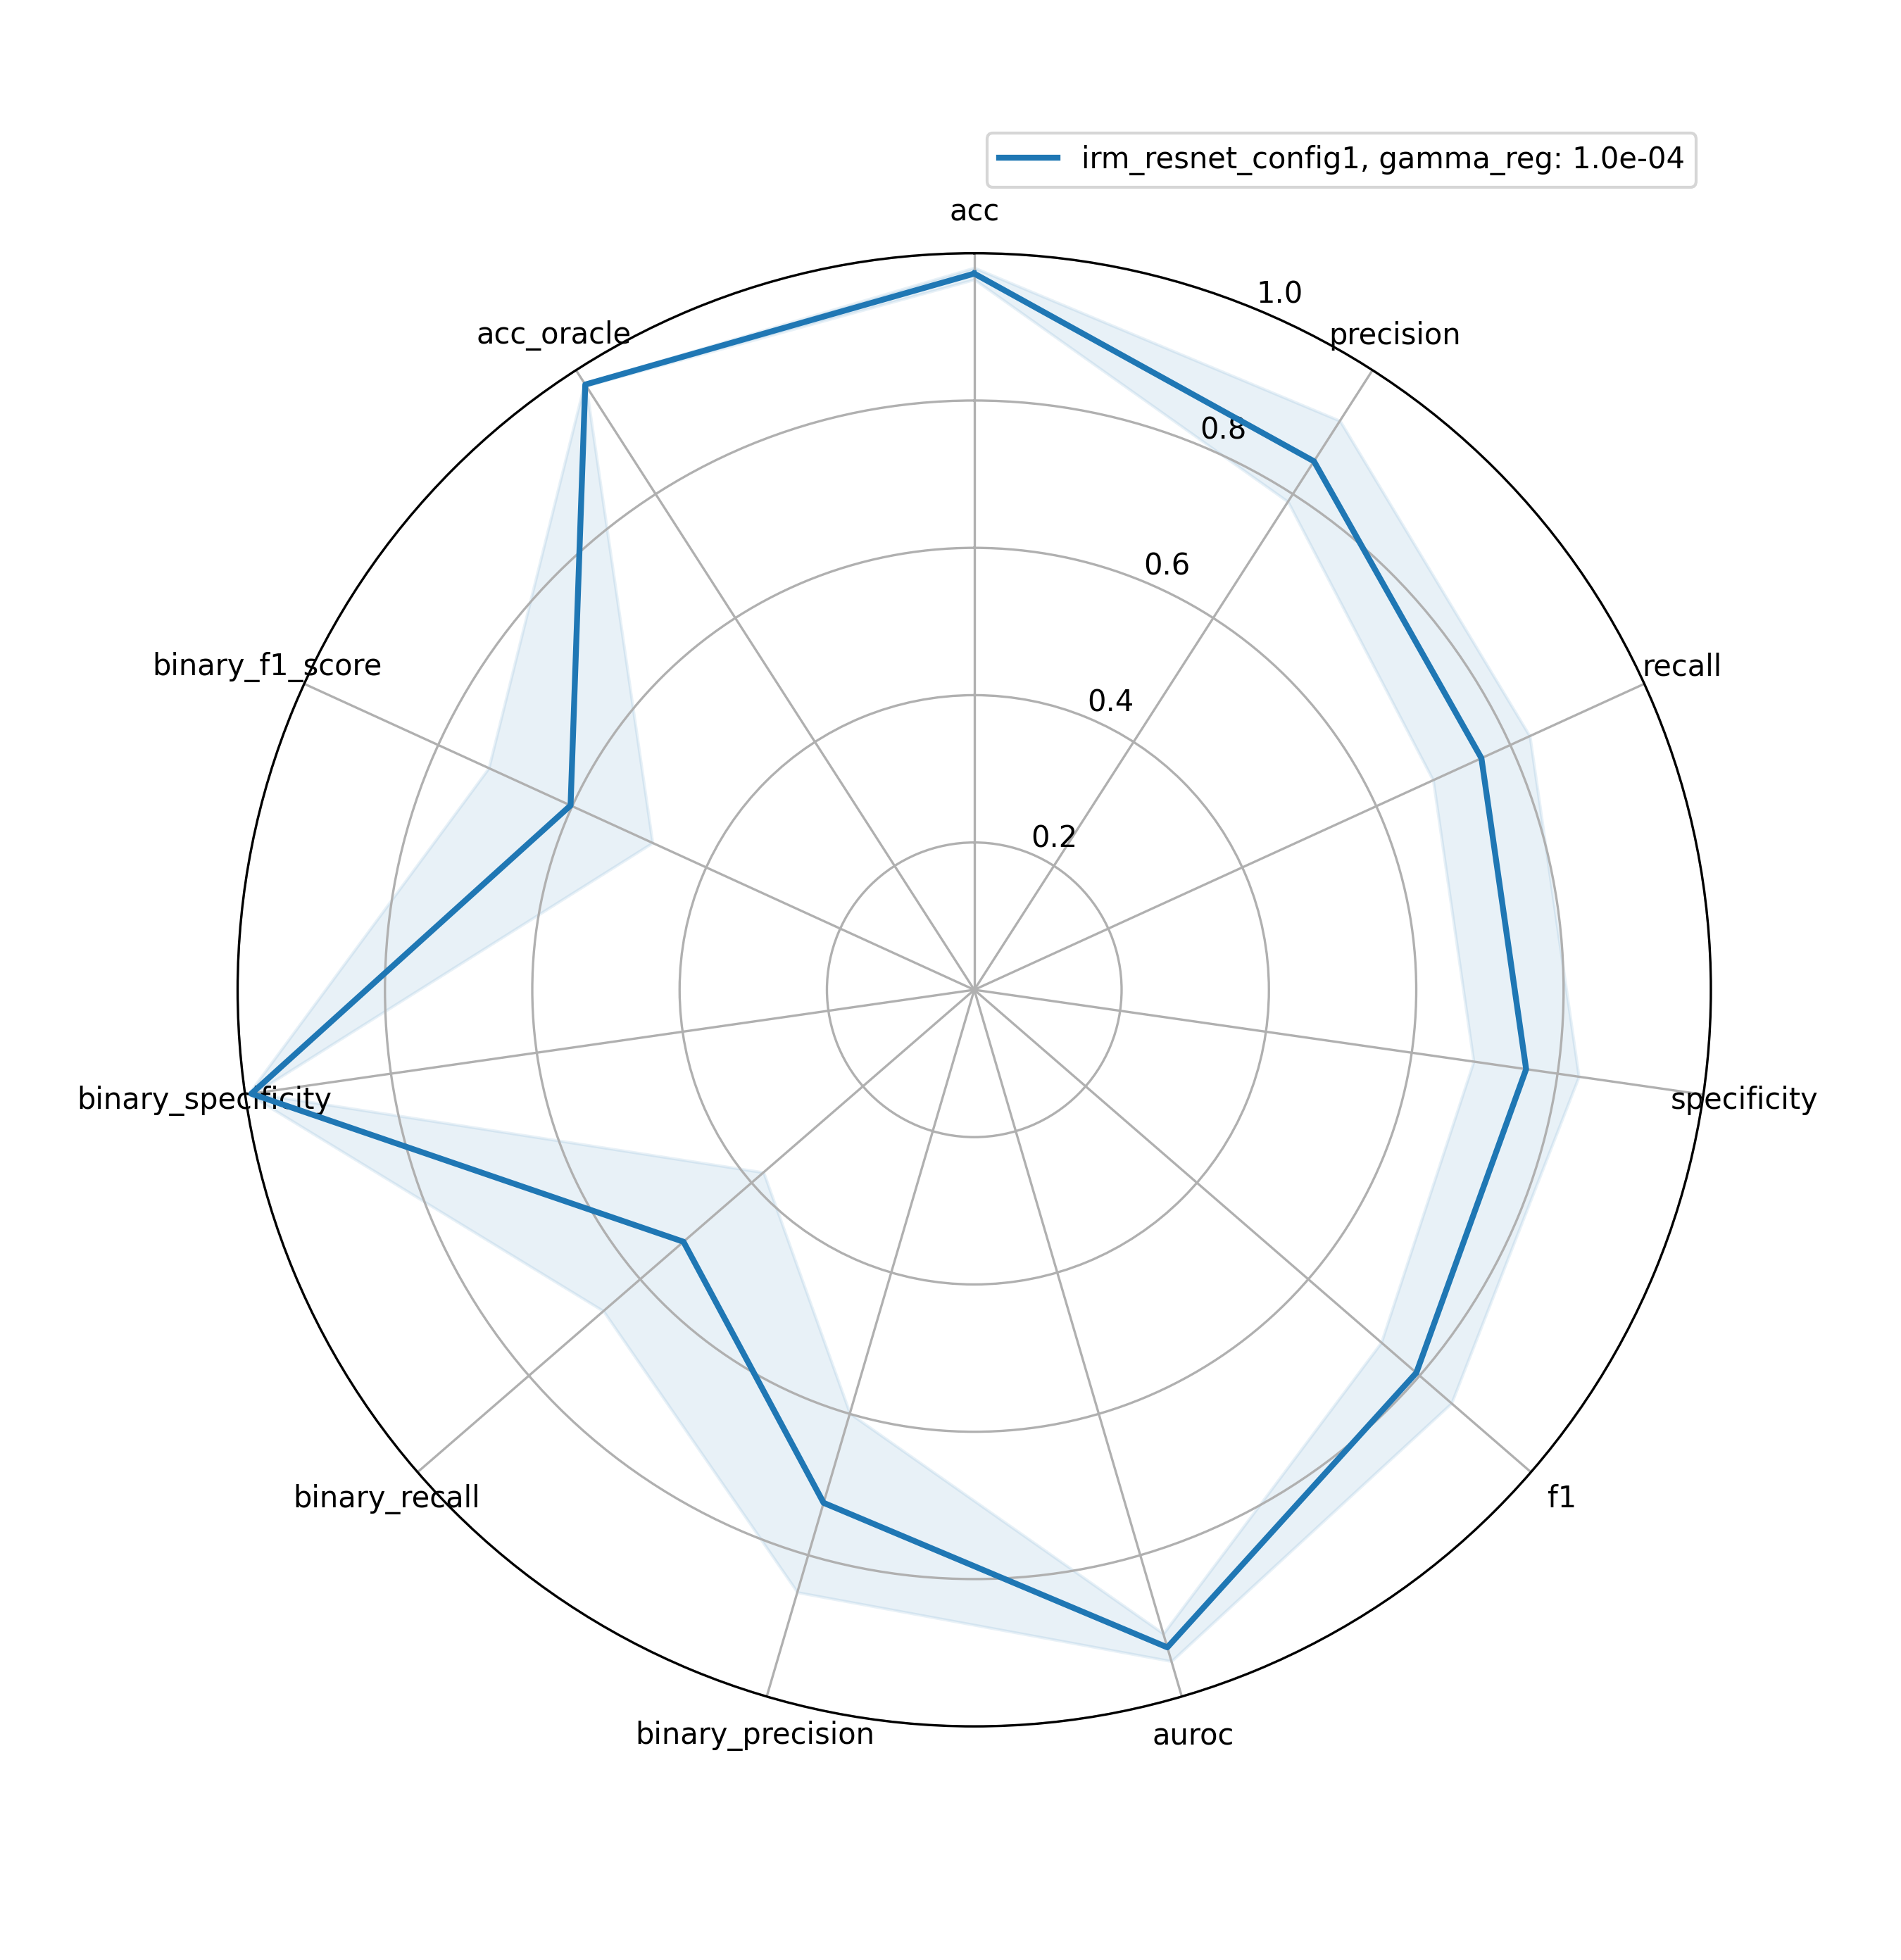 irm_resnet_config1, gamma_reg: 1.0e-04
acc
1.0
acc_oracle
precision
0.8
0.6
binary_f1_score
recall
0.4
0.2
binary_specificity
specificity
binary_recall
f1
binary_precision
auroc